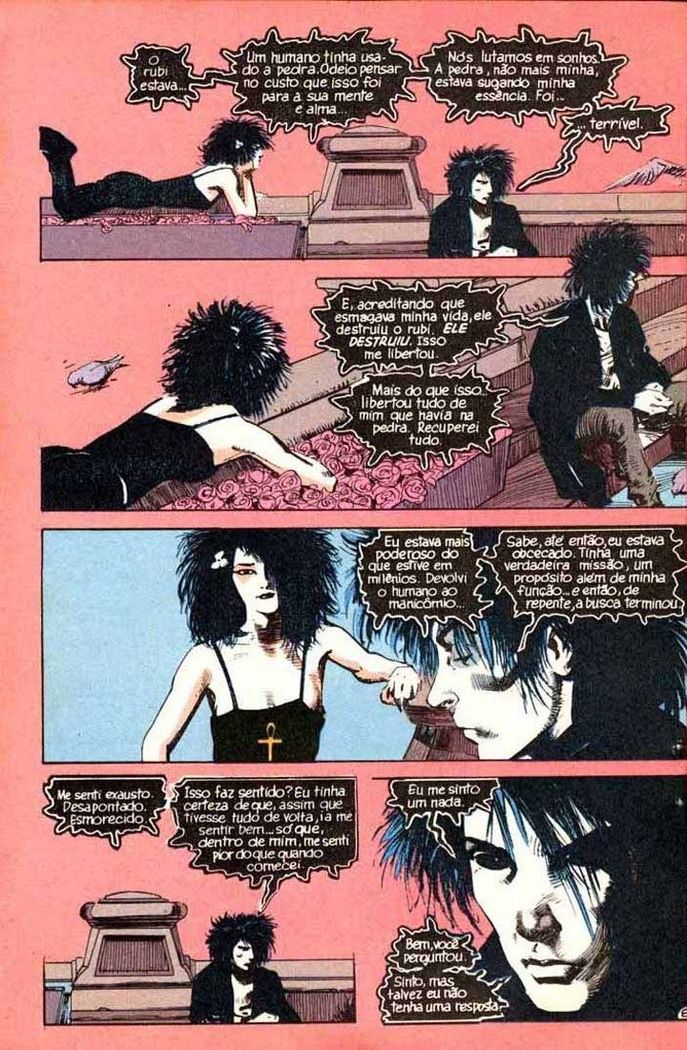 O
rubi
estava...
Um humano tinha usa-
do a pedra. Odeio pensar
no custo que isso foi
para a sua mente
e alma...
Nós lutamos em sonhos.
A pedra, não mais minha,
estava sugando minha
essência. Foi...
... terrível.
E, acreditando que
esmagava minha vida, ele
destruiu o rubi. ELE
DESTRUIU. Isso
me libertou.
Mais do que isso...
libertou tudo de
mim que havia na
pedra. Recuperei
tudo.
Eu estava mais
poderoso do
que estive em
milênios. Devolvi
o humano ao
manicômio...
Sabe, até então, eu estava
obcecado. Tinha uma
verdadeira missão, um
propósito além de minha
função... e então, de
repente, a busca terminou.
Me senti exausto.
Desapontado.
Esmorecido.
Isso faz sentido? Eu tinha
certeza de que, assim que
tivesse tudo de volta, ia me
sentir bem... só que,
dentro de mim, me senti
pior do que quando
comecei.
Eu me sinto
um nada.
Bem, você
perguntou.
Sinto, mas
talvez eu não
tenha uma resposta.